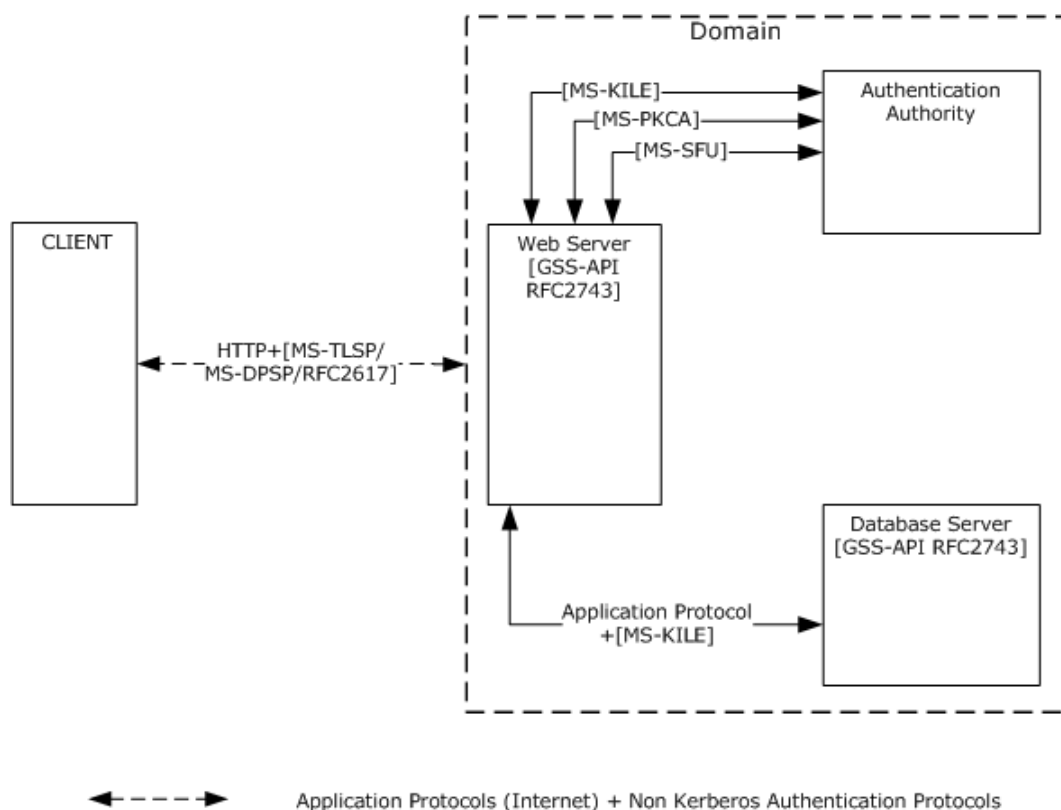 Domain
[MS-KILE]
[MS-PKCA]
[MS-SFU]
Authentication
Authority
CLIENT
Web Server
[GSS-API
RFC2743]
HTTP+[MS-TLSP/
MS-DPSP/RFC2617]
Database Server
[GSS-API RFC2743]
Application Protocol
+[MS-KILE]
Application Protocols (Internet) + Non Kerberos Authentication Protocols